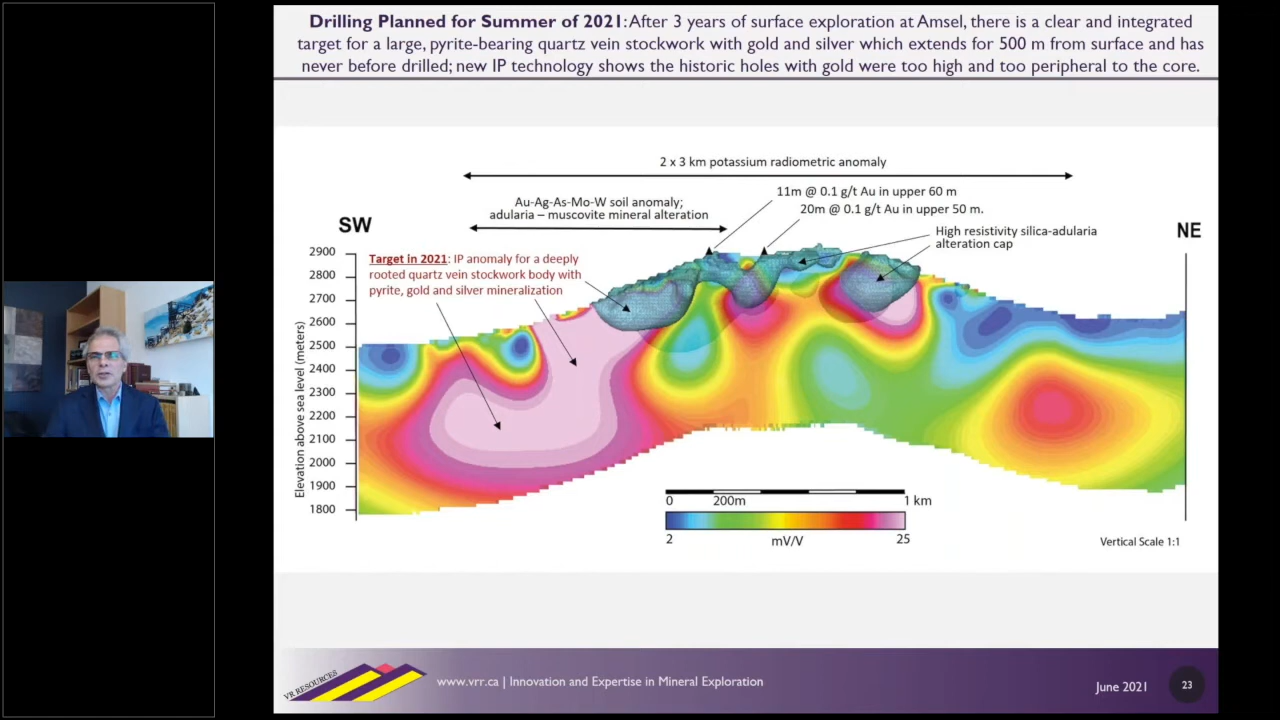 Drilling Planned for Summer of 2021: After 3 years of surface exploration at Amsel, there is a clear and integrated
target for a large, pyrite-bearing quartz vein stockwork with gold and silver which extends for 500 m from surface and has
never before drilled; new IP technology shows the historic holes with gold were too high and too peripheral to the core.
2 x 3 km potassium radiometric anomaly
Au-Ag-As-Mo-W soil anomaly;
adularia – muscovite mineral alteration
11m @ 0.1 g/t Au in upper 60 m
20m @ 0.1 g/t Au in upper 50 m.
High resistivity silica-adularia
alteration cap
SW
NE
Target in 2021: IP anomaly for a deeply
rooted quartz vein stockwork body with
pyrite, gold and silver mineralization
Elevation above sea level (meters)
2900
2800
2700
2600
2500
2400
2300
2200
2100
2000
1900
1800
0 200m 1 km
2 mV/V 25
Vertical Scale 1:1
VR RESOURCES
www.vrr.ca | Innovation and Expertise in Mineral Exploration
June 2021 23